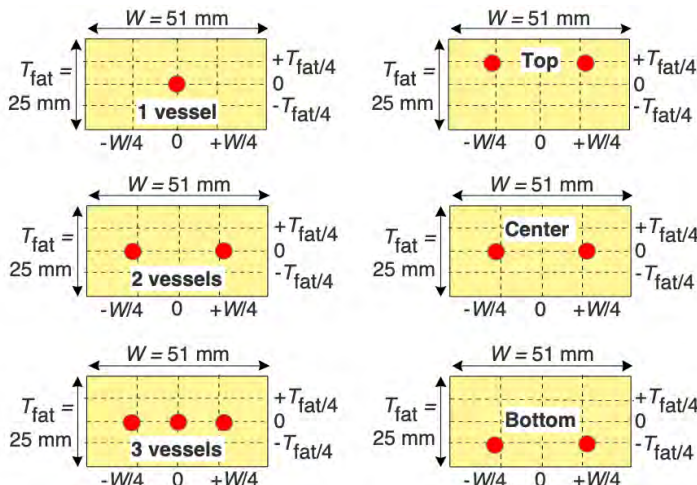 W = 51 mm
T_fat =
25 mm
+T_fat/4
0
-T_fat/4
1 vessel
-W/4 0 +W/4
W = 51 mm
T_fat =
25 mm
Top
+T_fat/4
0
-T_fat/4
-W/4 0 +W/4
W = 51 mm
T_fat =
25 mm
+T_fat/4
0
-T_fat/4
2 vessels
-W/4 0 +W/4
W = 51 mm
T_fat =
25 mm
Center
+T_fat/4
0
-T_fat/4
-W/4 0 +W/4
W = 51 mm
T_fat =
25 mm
+T_fat/4
0
-T_fat/4
3 vessels
-W/4 0 +W/4
W = 51 mm
T_fat =
25 mm
+T_fat/4
0
Bottom
-T_fat/4
-W/4 0 +W/4